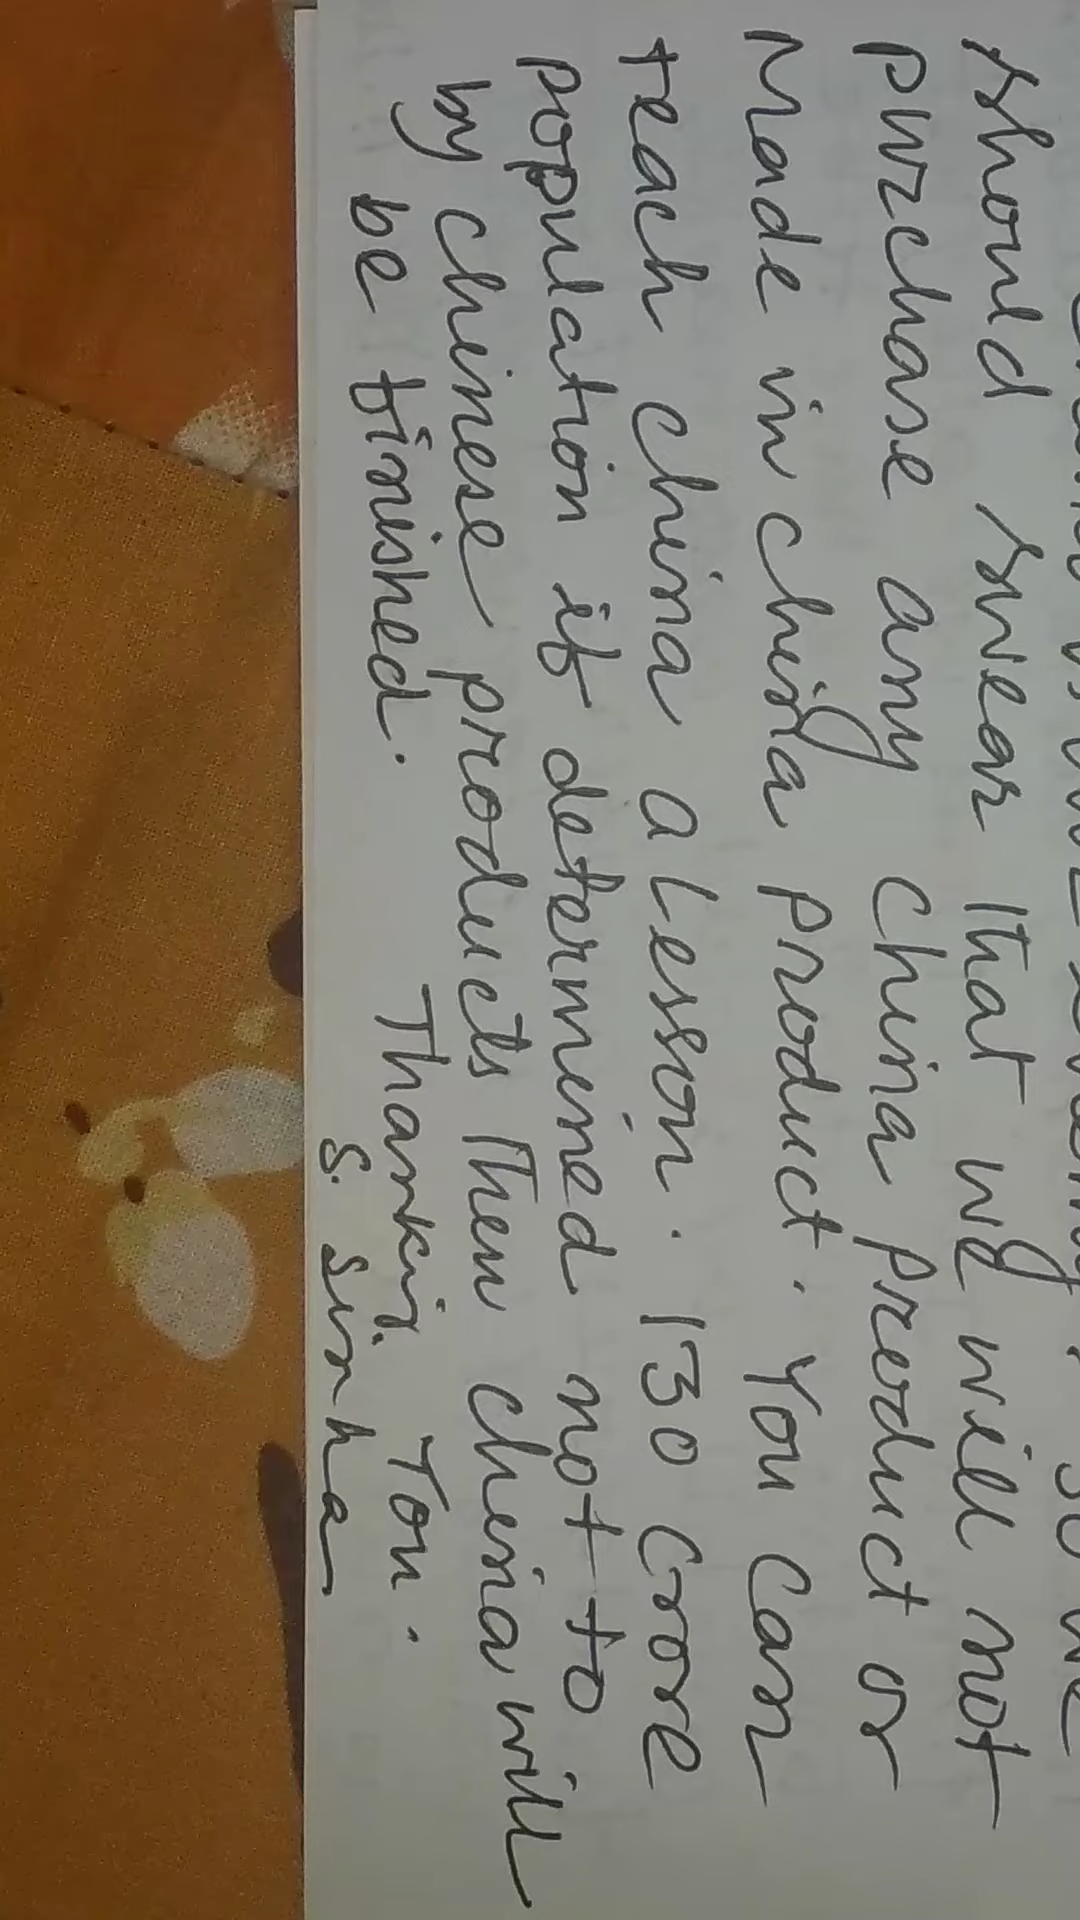 should swear that we will not
purchase any china product or
Made in china product. You can
teach china a lesson. 130 Crore
population if determined not to
by chinese products then china will
be finished.
Thanking You.
S. Sinha